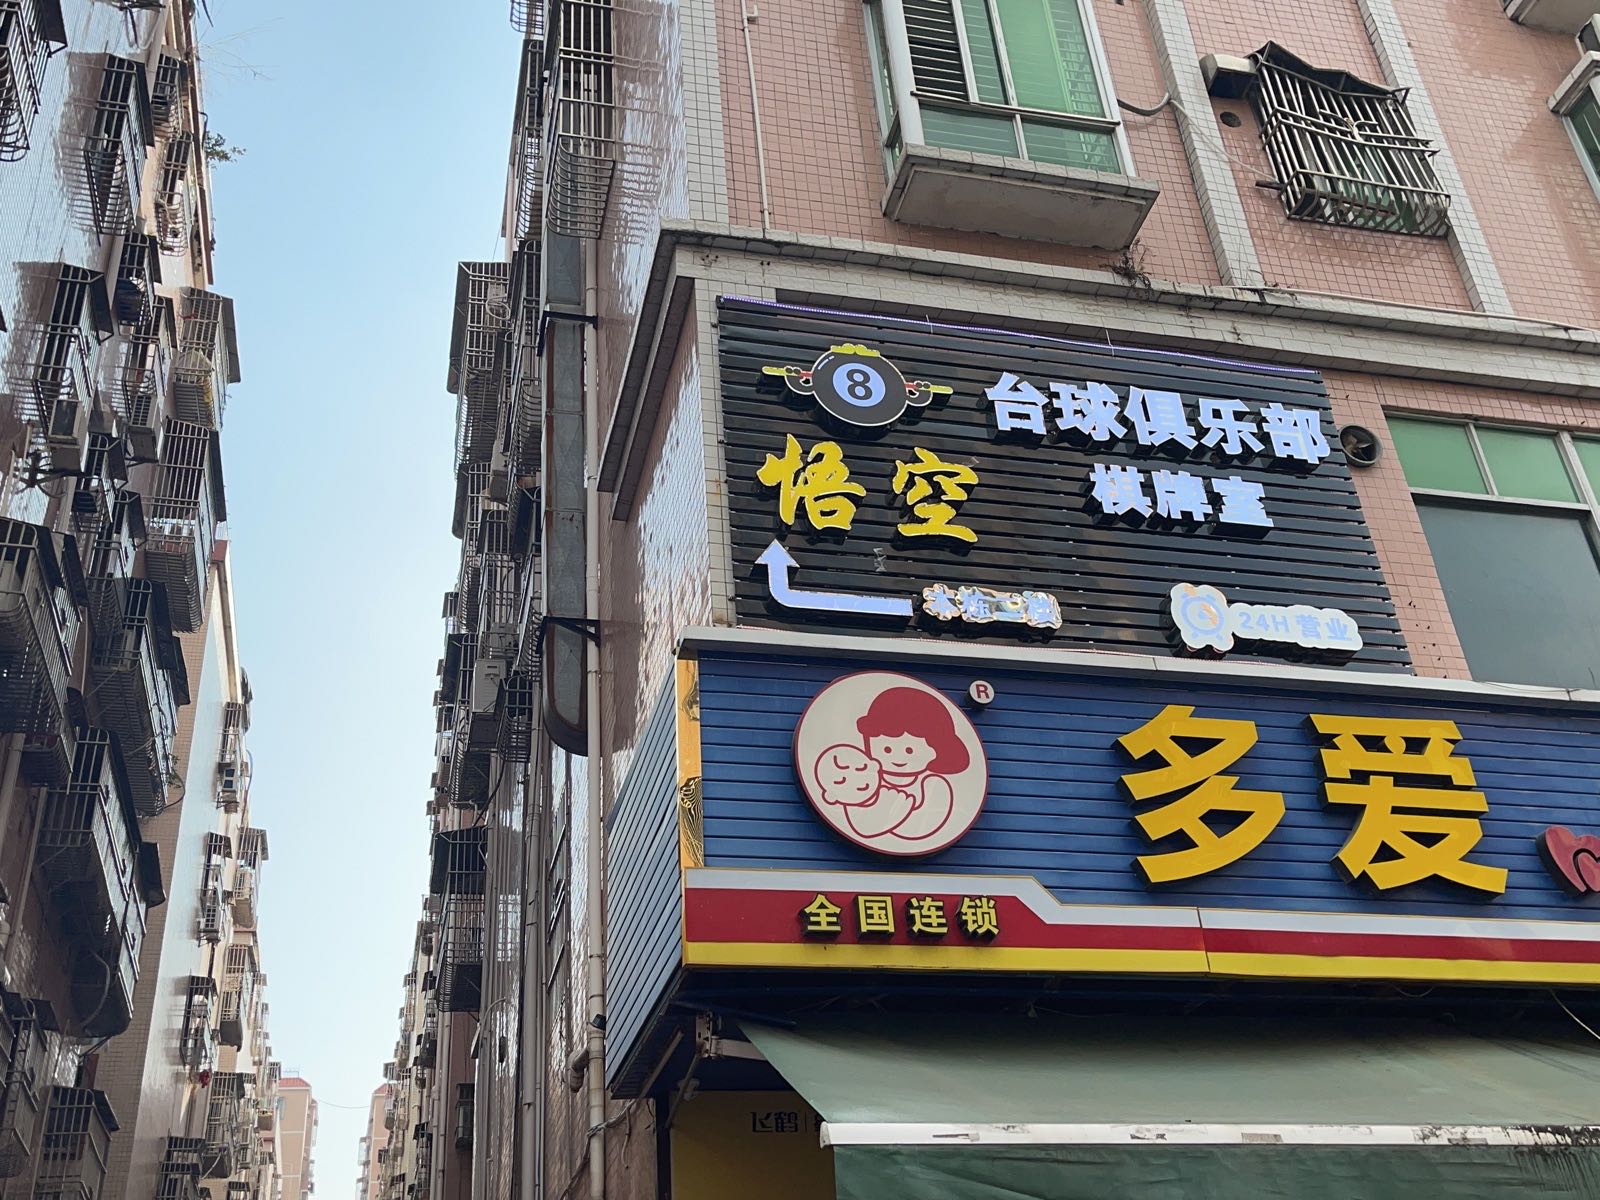 8
台球俱乐部
悟空
棋牌室
本栋二楼
24H营业
R
多爱
全国连锁
飞鹤